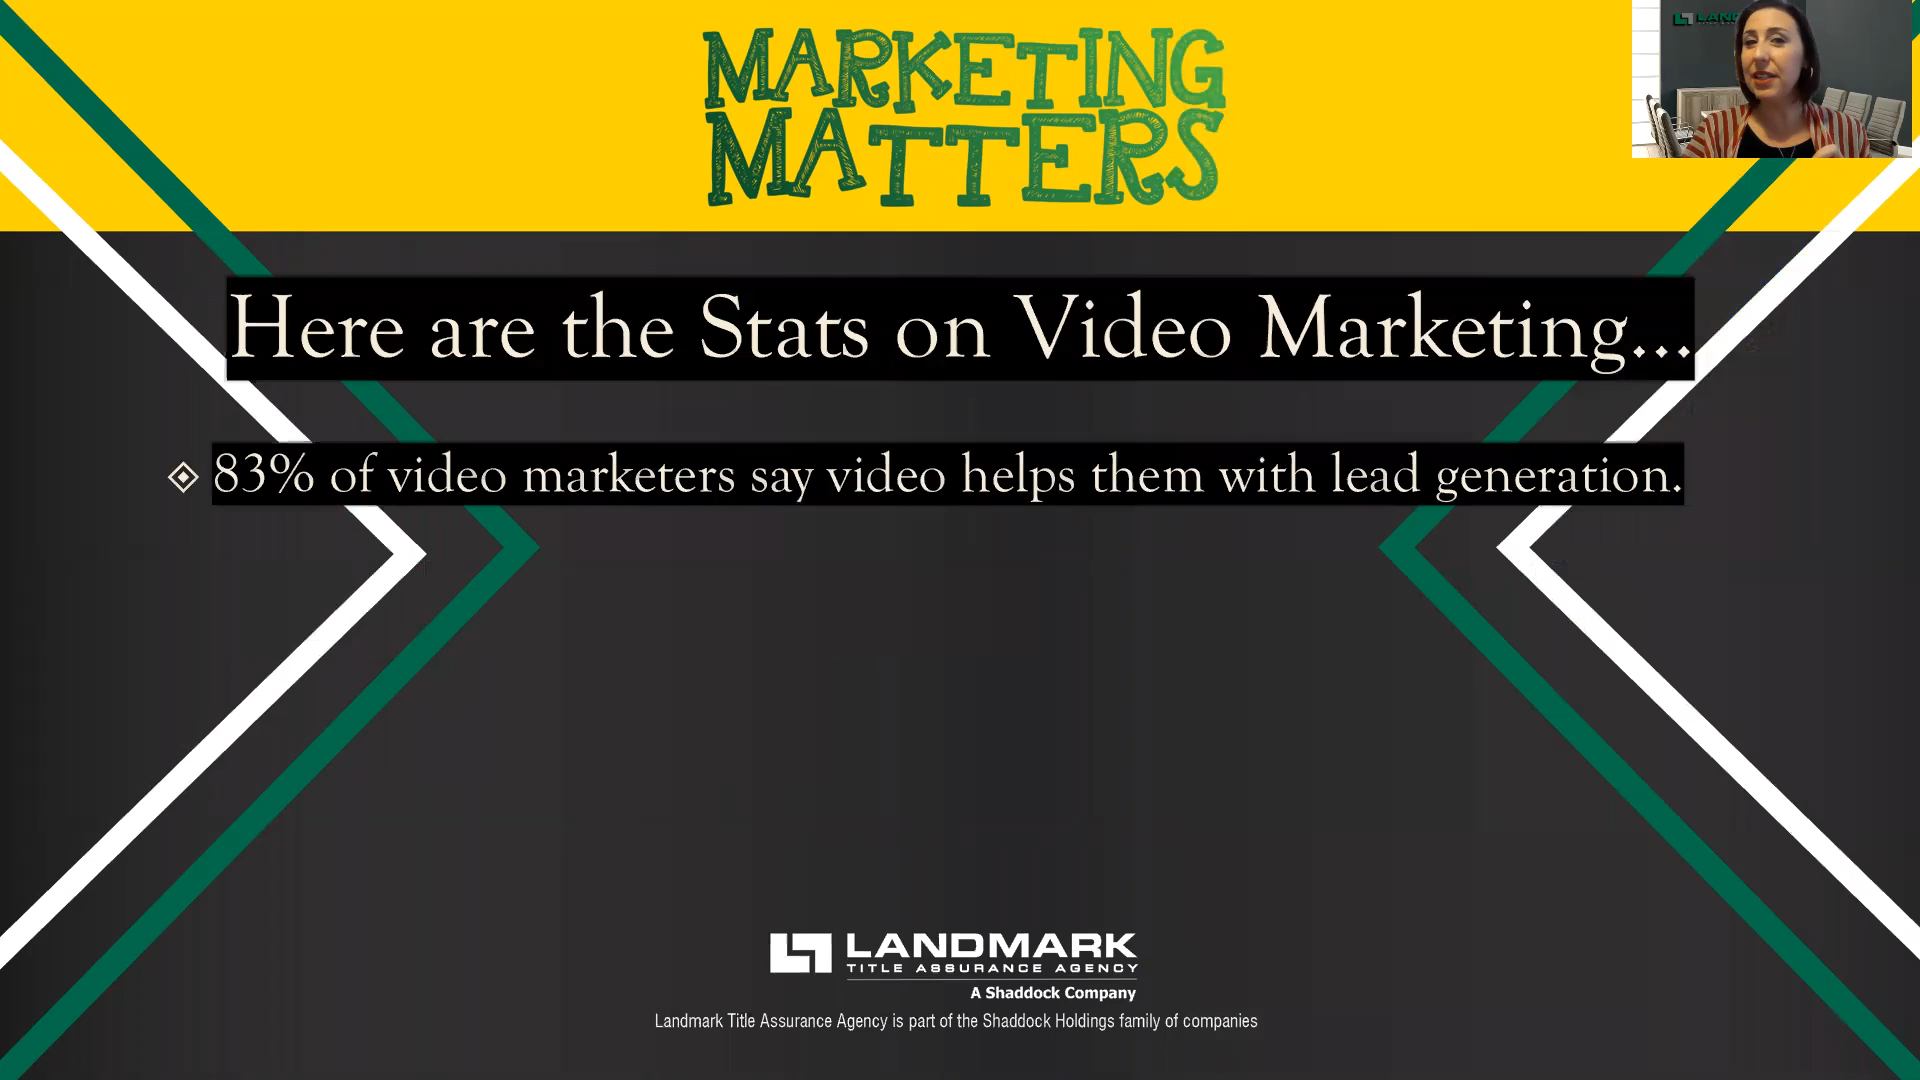 MARKETING
MATTERS
Here are the Stats on Video Marketing...
83% of video marketers say video helps them with lead generation.
LANDMARK
TITLE ASSURANCE AGENCY
A Shaddock Company
Landmark Title Assurance Agency is part of the Shaddock Holdings family of companies